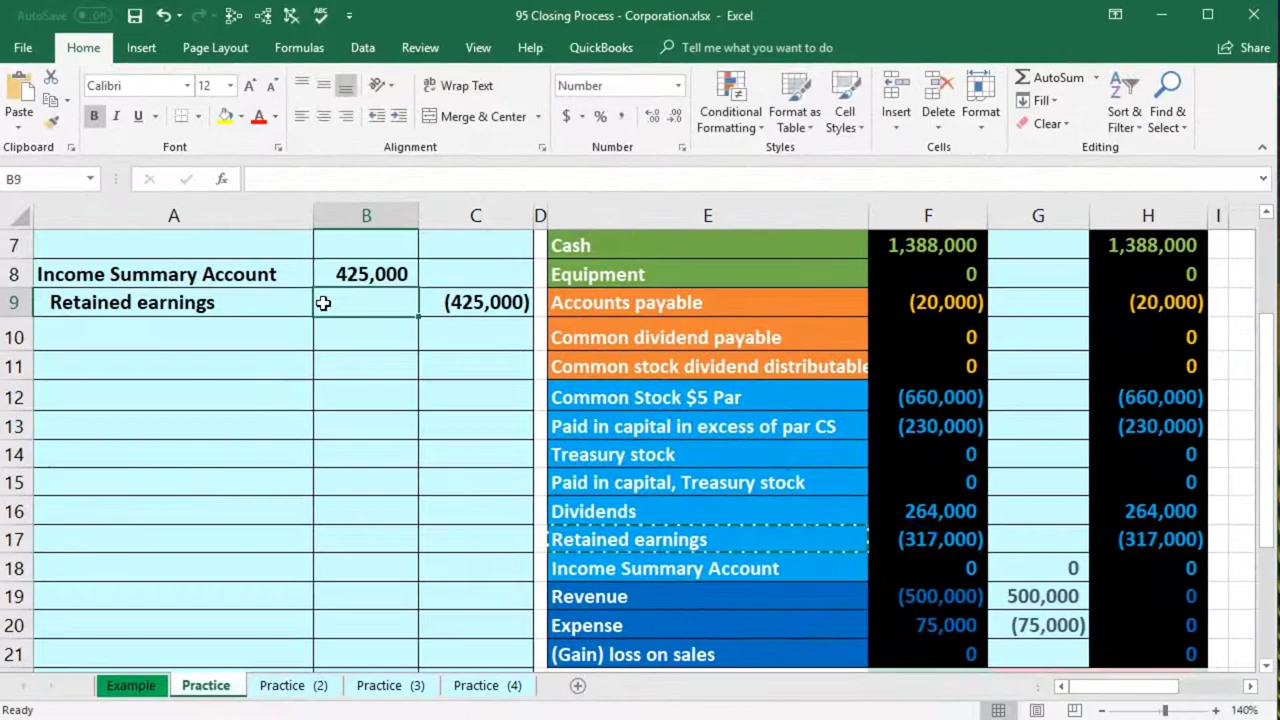 AutoSave Off 95 Closing Process - Corporation.xlsx - Excel
File Home Insert Page Layout Formulas Data Review View Help QuickBooks Tell me what you want to do Share
Paste Calibri 12 Wrap Text Number Conditional Formatting Format as Table Cell Styles Insert Delete Format AutoSum Sort & Filter Find & Select
B I U Merge & Center $ % , Fill
Clear
Clipboard Font Alignment Number Styles Cells Editing
B9 fx
A B C D E F G H I
7 Cash 1,388,000 1,388,000
8 Income Summary Account 425,000 Equipment 0 0
9 Retained earnings (425,000) Accounts payable (20,000) (20,000)
10 Common dividend payable 0 0
11 Common stock dividend distributable 0 0
12 Common Stock $5 Par (660,000) (660,000)
13 Paid in capital in excess of par CS (230,000) (230,000)
14 Treasury stock 0 0
15 Paid in capital, Treasury stock 0 0
16 Dividends 264,000 264,000
17 Retained earnings (317,000) (317,000)
18 Income Summary Account 0 0 0
19 Revenue (500,000) 500,000 0
20 Expense 75,000 (75,000) 0
21 (Gain) loss on sales 0 0
Example Practice Practice (2) Practice (3) Practice (4)
Ready 140%